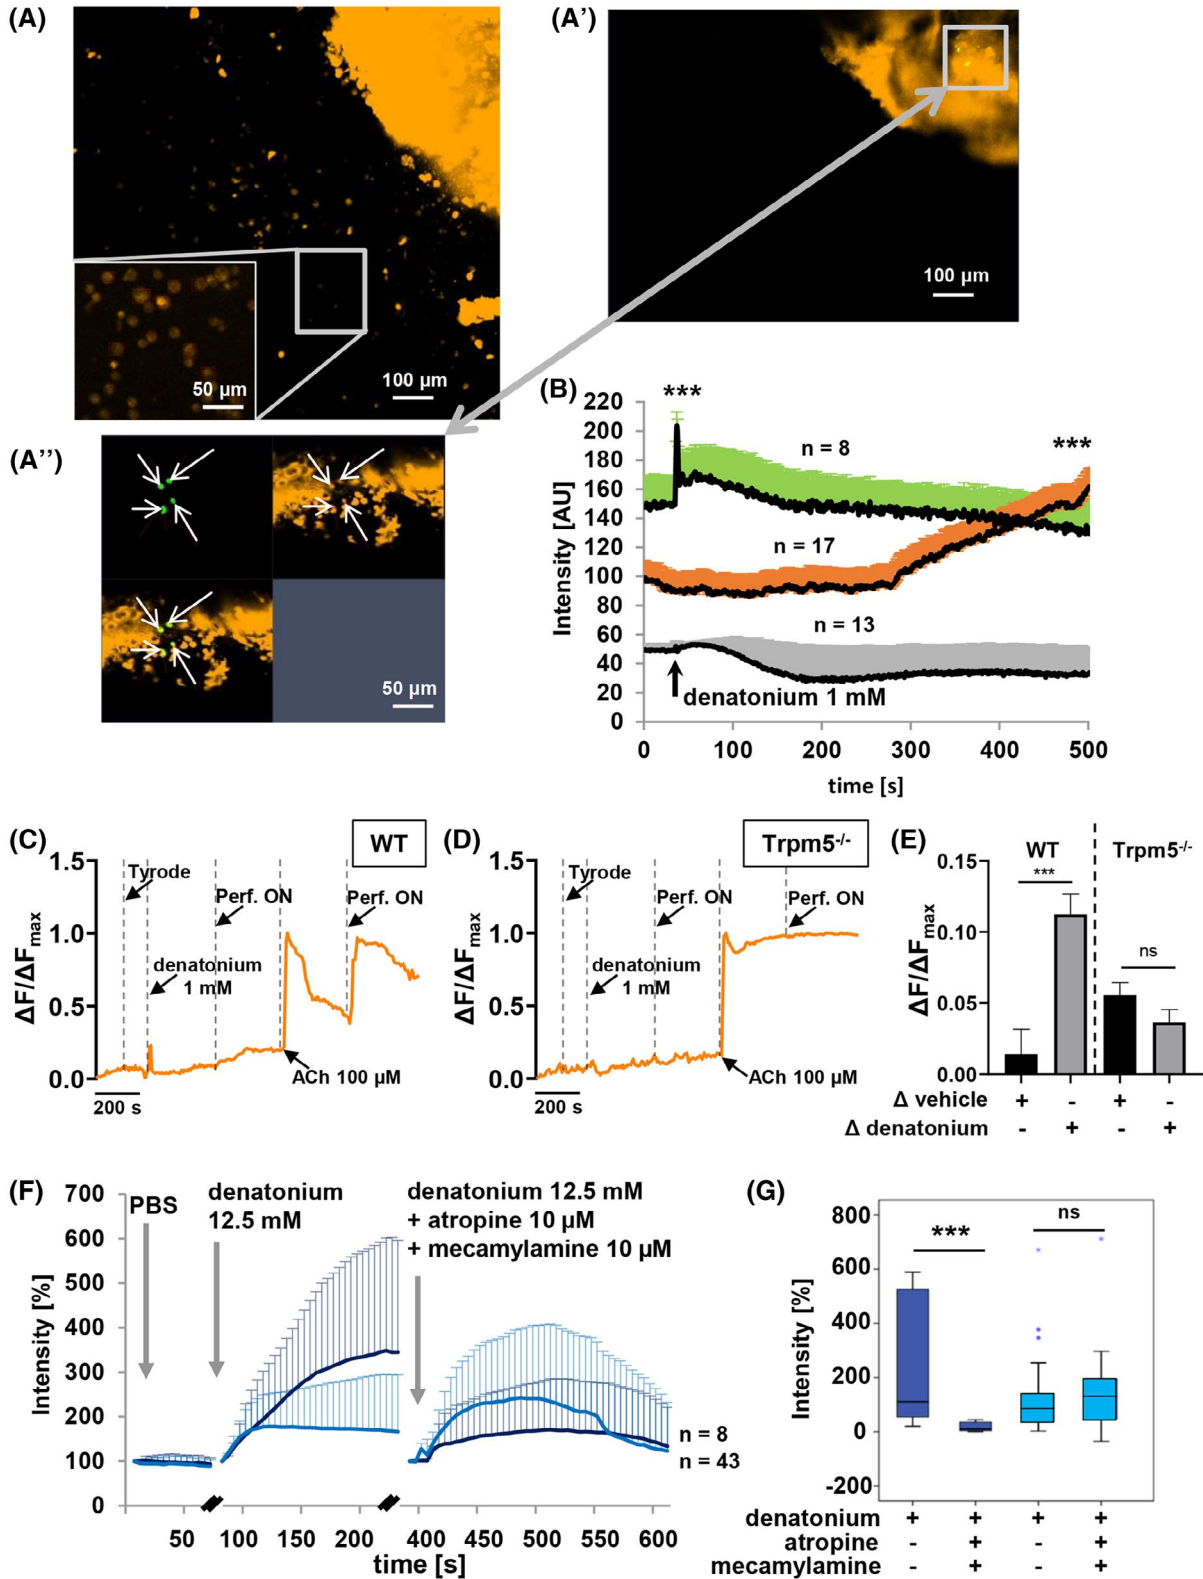 (A)
50 µm
100 µm
(A')
100 µm
(A'')
50 µm
(B)
Intensity [AU]
220
200
180
160
140
120
100
80
60
40
20
0
***
***
n = 8
n = 17
n = 13
denatonium 1 mM
0 100 200 300 400 500
time [s]
(C)
WT
ΔF/ΔFmax
1.5
1.0
0.5
0.0
Tyrode
Perf. ON
Perf. ON
denatonium
1 mM
ACh 100 µM
200 s
(D)
Trpm5-/-
ΔF/ΔFmax
1.5
1.0
0.5
0.0
Tyrode
Perf. ON
Perf. ON
denatonium
1 mM
ACh 100 µM
200 s
(E)
WT Trpm5-/-
***
ns
ΔF/ΔFmax
0.15
0.10
0.05
0.00
Δ vehicle + - + -
Δ denatonium - + - +
(F)
Intensity [%]
700
600
500
400
300
200
100
0
PBS
denatonium
12.5 mM
denatonium 12.5 mM
+ atropine 10 µM
+ mecamylamine 10 µM
n = 8
n = 43
50 100 150 200 400 450 500 550 600
time [s]
(G)
Intensity [%]
800
600
400
200
0
-200
***
ns
denatonium + + + +
atropine - + - +
mecamylamine - + - +